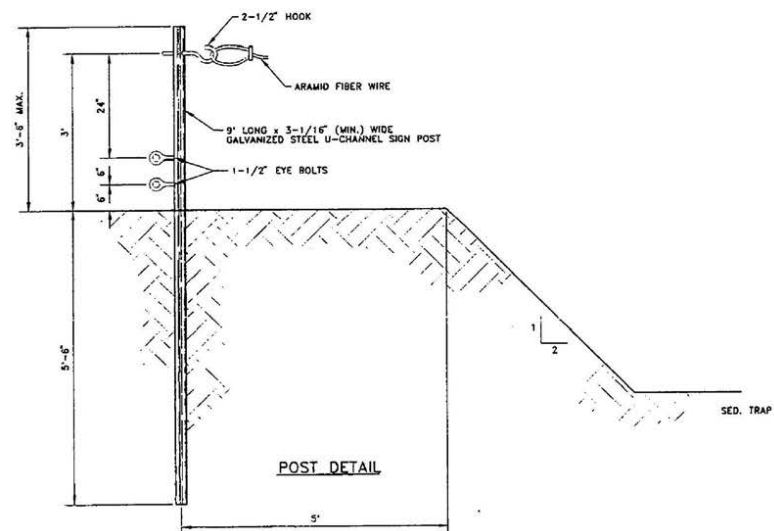 2-1/2" HOOK
ARAMID FIBER WIRE
3'-6" MAX.
3'
24"
9' LONG x 3-1/16" (MIN.) WIDE
GALVANIZED STEEL U-CHANNEL SIGN POST
6"
1-1/2" EYE BOLTS
6"
5'-6"
1
2
SED. TRAP
POST DETAIL
5'